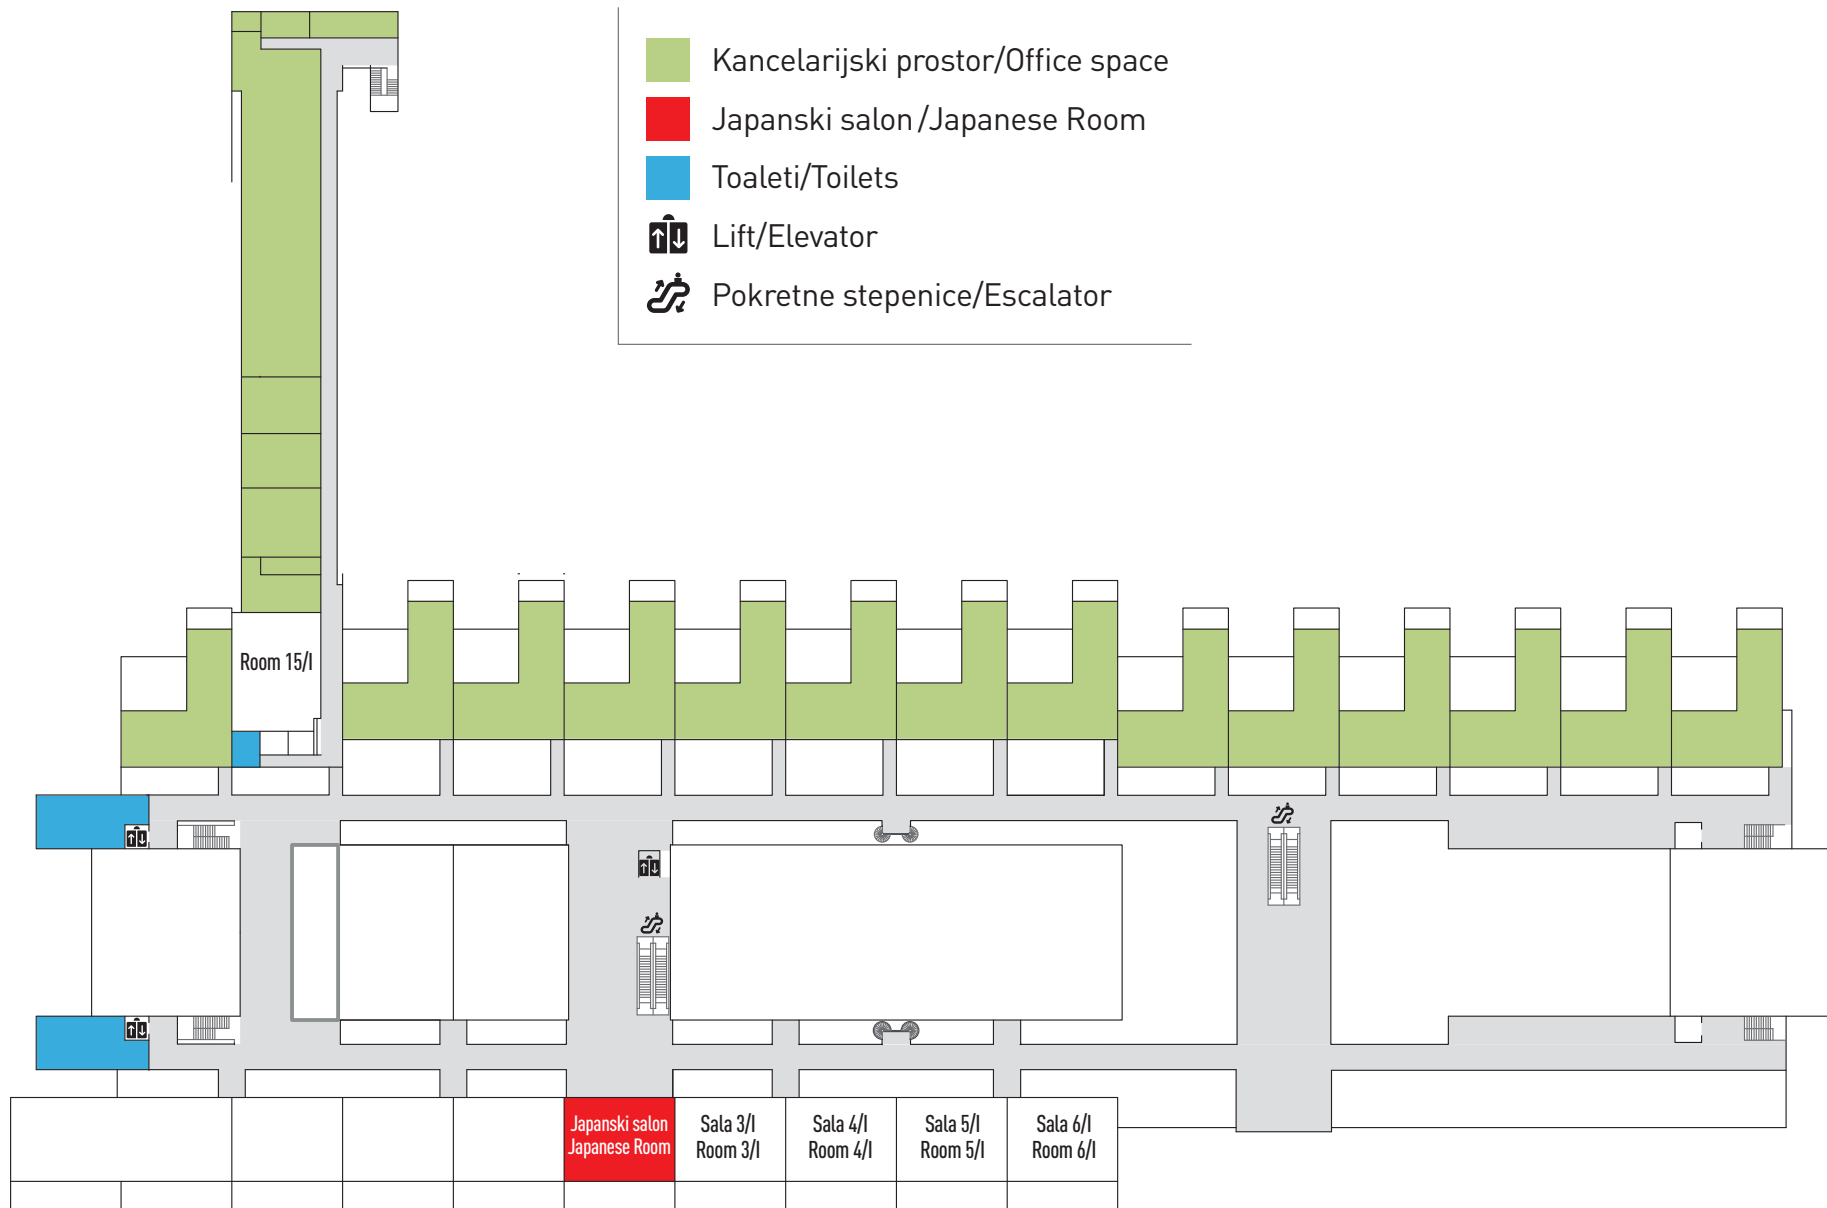 Kancelarijski prostor/Office space
Japanski salon/Japanese Room
Toaleti/Toilets
Lift/Elevator
Pokretne stepenice/Escalator
Room 15/I
Japanski salon
Japanese Room
Sala 3/I
Room 3/I
Sala 4/I
Room 4/I
Sala 5/I
Room 5/I
Sala 6/I
Room 6/I